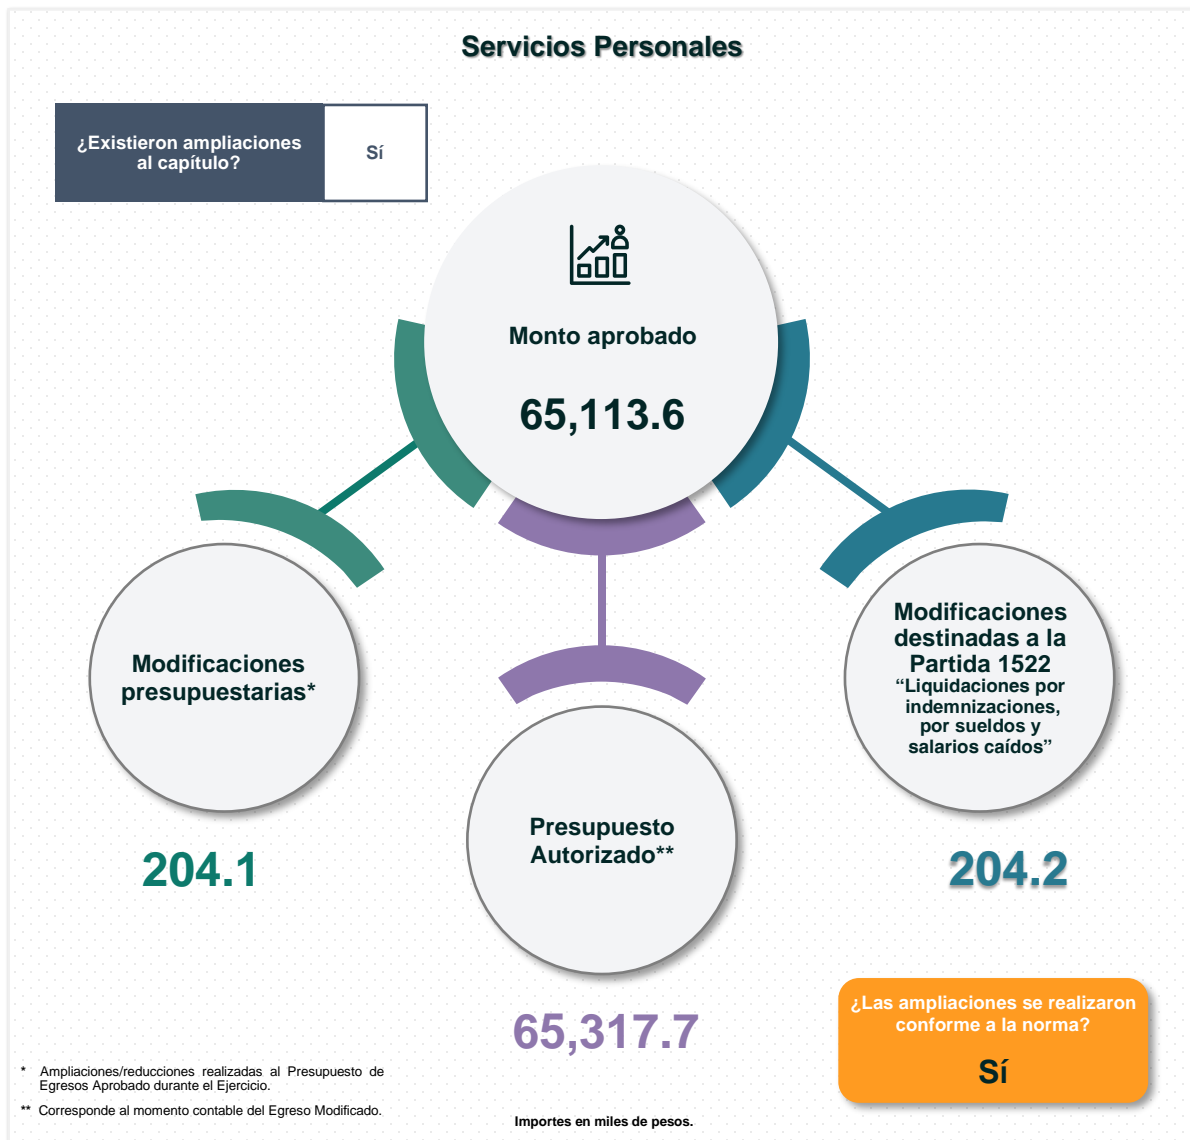 Servicios Personales
¿Existieron ampliaciones
al capítulo?
Sí
Monto aprobado
65,113.6
Modificaciones
presupuestarias*
204.1
Presupuesto
Autorizado**
65,317.7
Modificaciones
destinadas a la
Partida 1522
“Liquidaciones por
indemnizaciones,
por sueldos y
salarios caídos”
204.2
¿Las ampliaciones se realizaron
conforme a la norma?
Sí
* Ampliaciones/reducciones realizadas al Presupuesto de
Egresos Aprobado durante el Ejercicio.
** Corresponde al momento contable del Egreso Modificado.
Importes en miles de pesos.